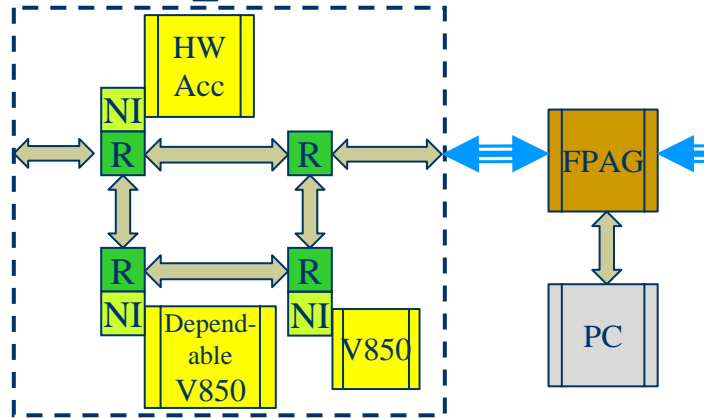 HW
Acc
NI
R
R
FPAG
R
R
NI
NI
Depend-
able
V850
V850
PC